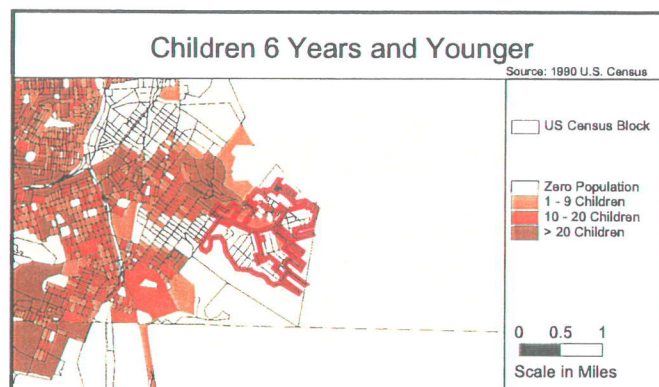 Children 6 Years and Younger
Source: 1990 U.S. Census
US Census Block
Zero Population
1 - 9 Children
10 - 20 Children
> 20 Children
0 0.5 1
Scale in Miles